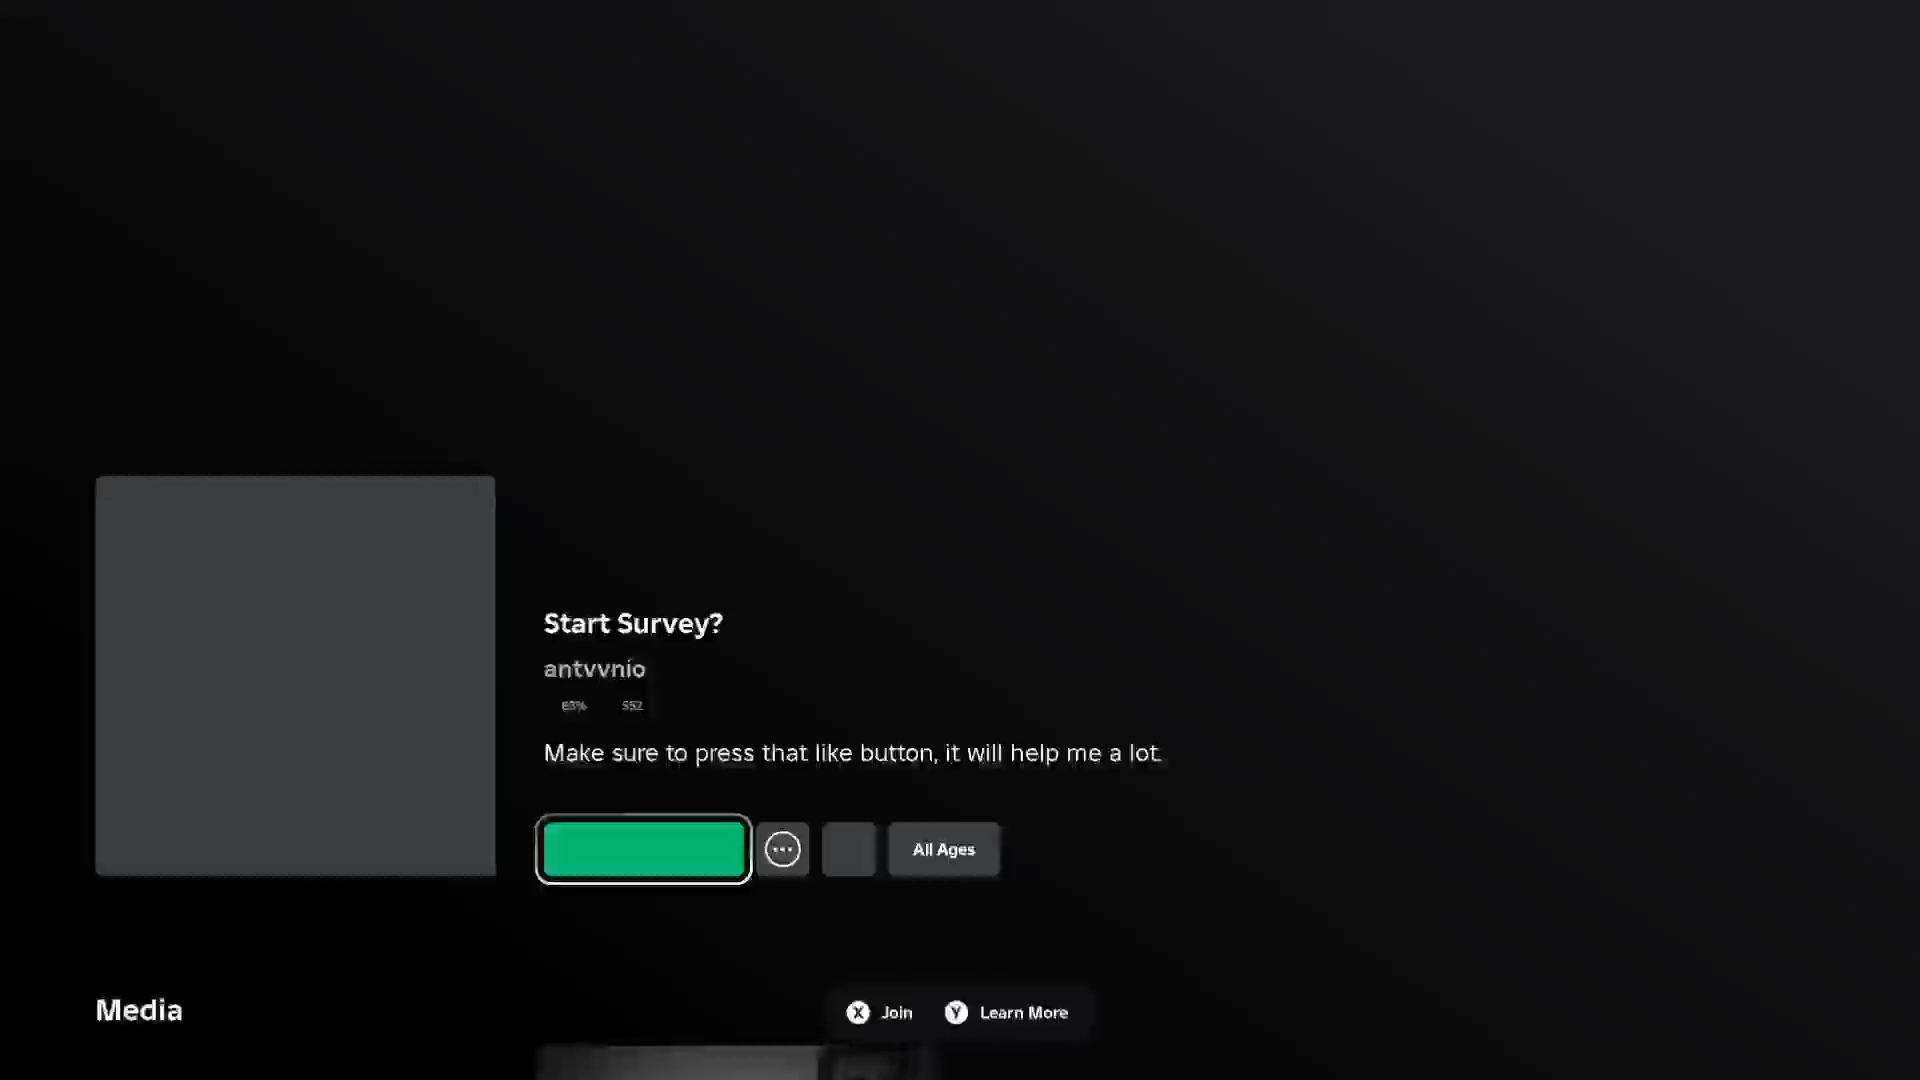 Start Survey?
antvvnio
552
Make sure to press that like button, it will help me a lot.
All Ages
Media
X Join Y Learn More